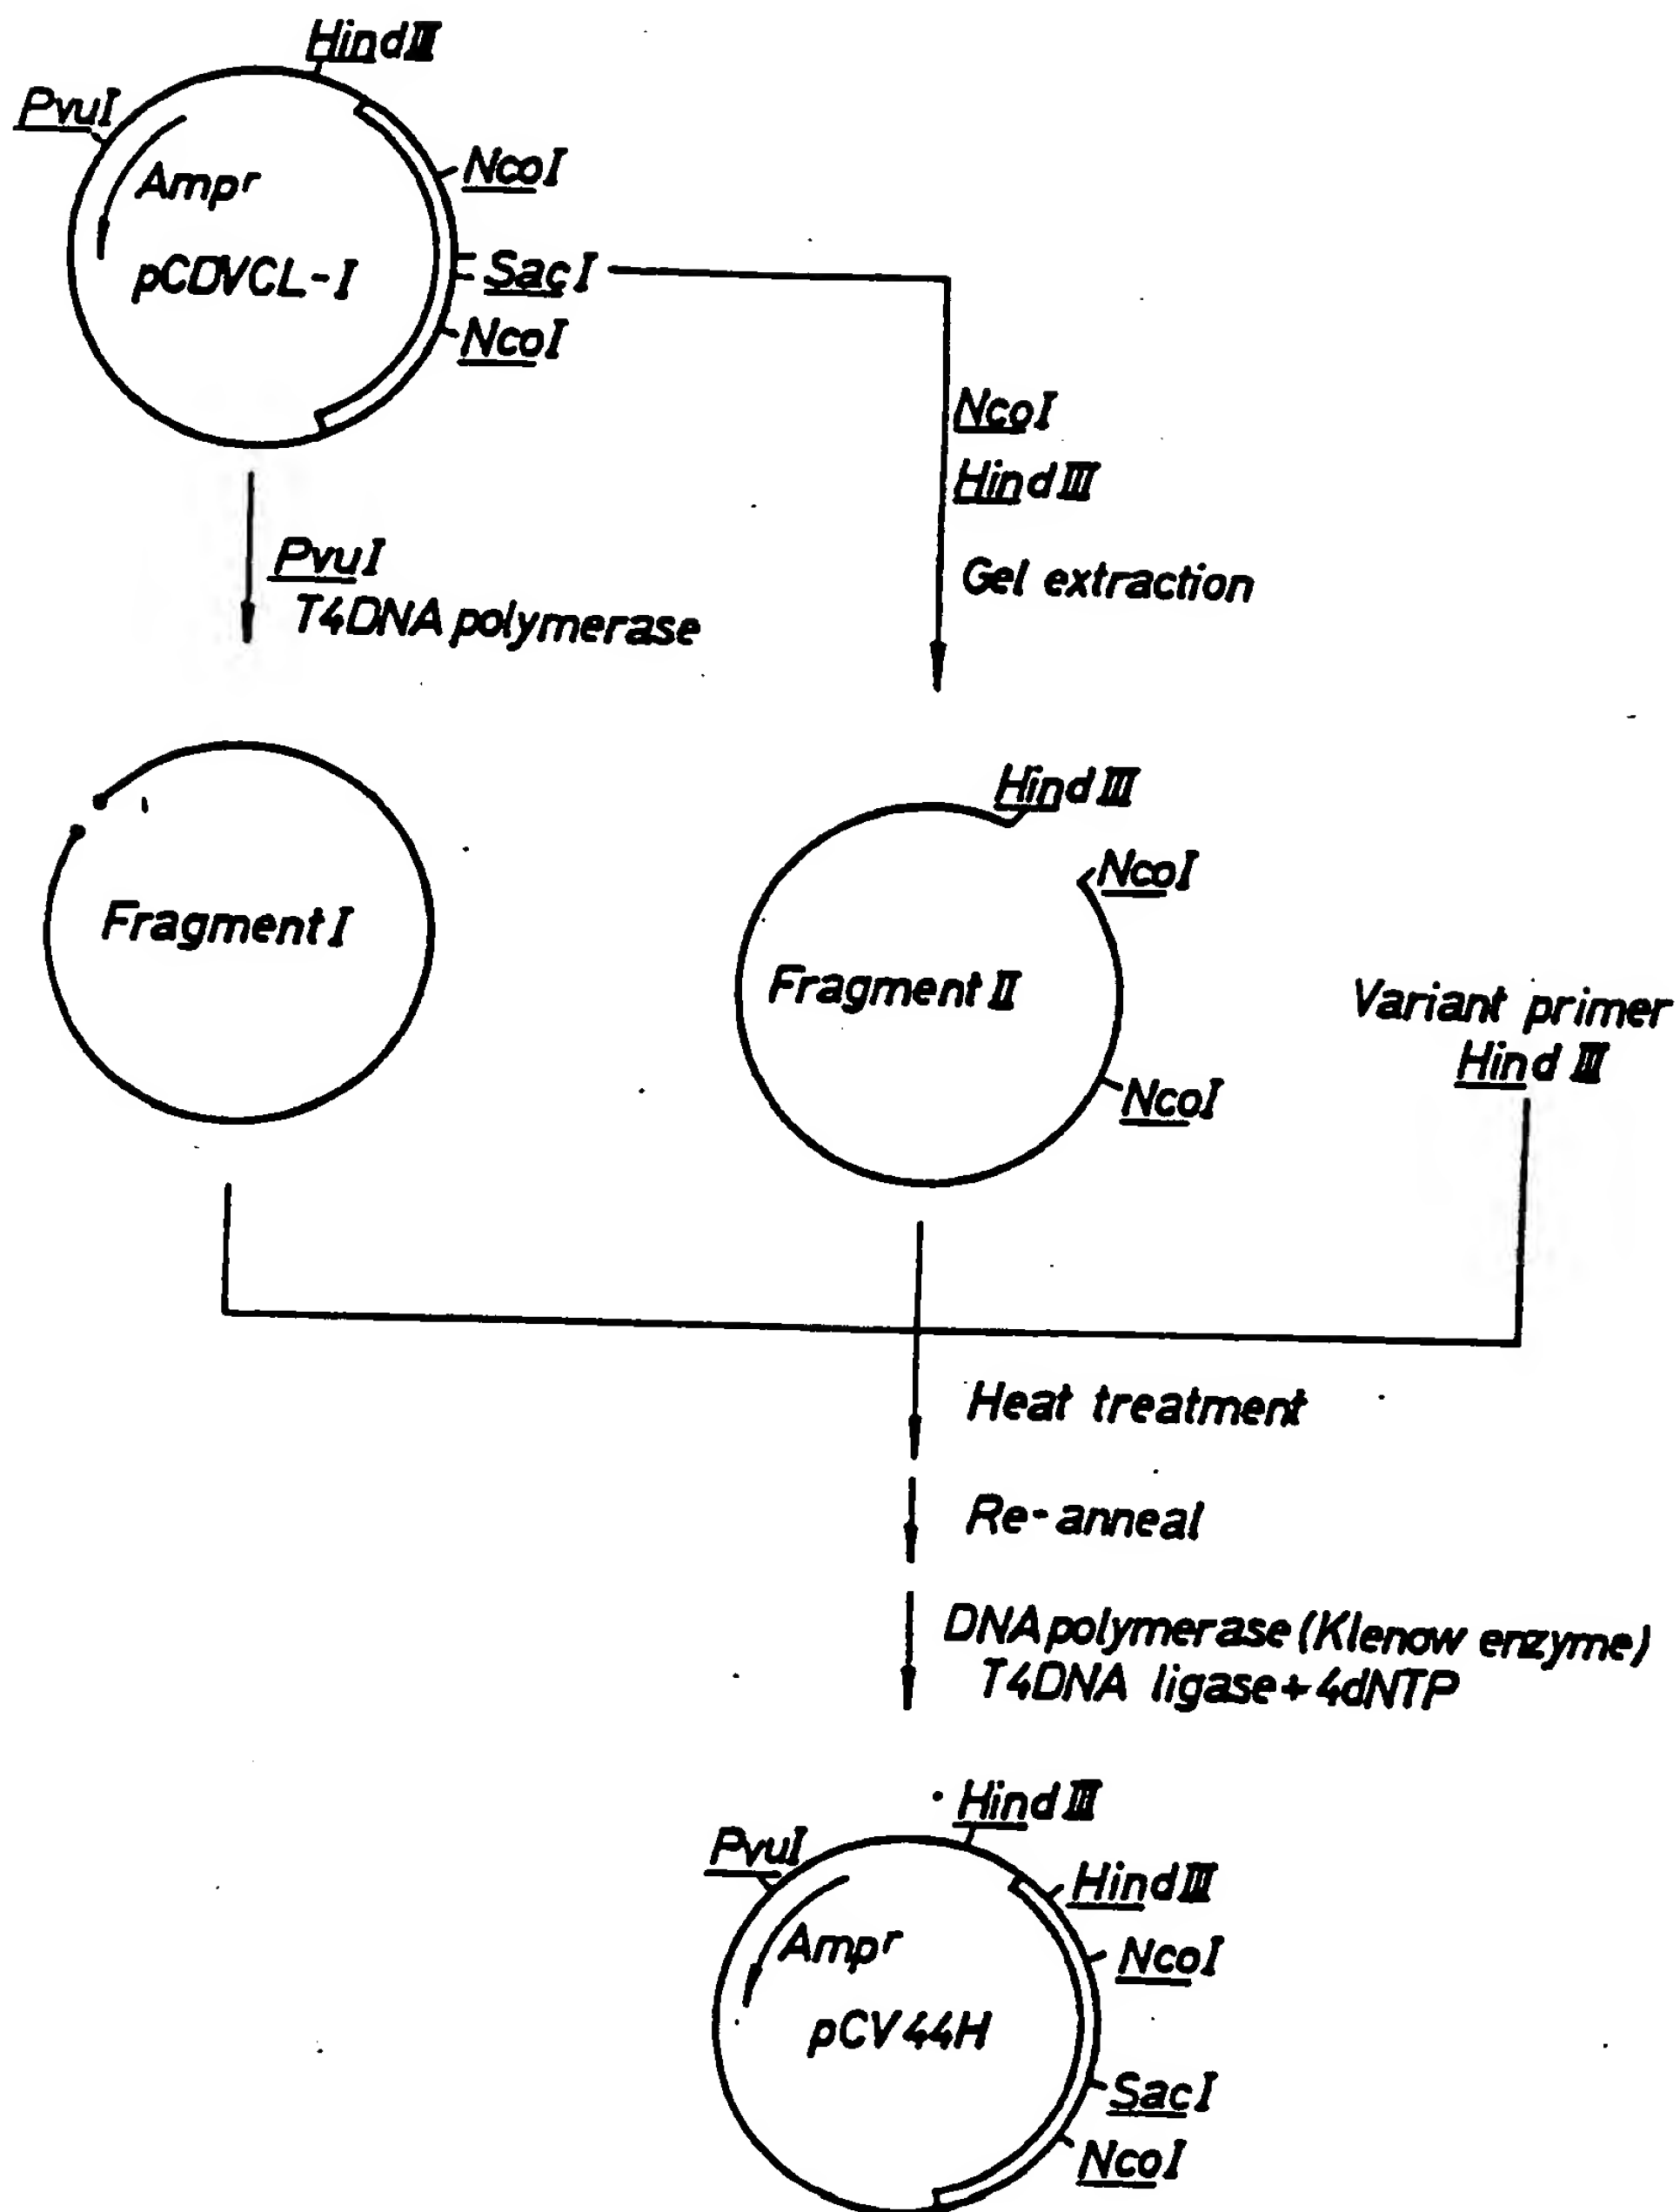 HindIII
PvuI
NcoI
Ampr
pCDVCL-I
SacI
NcoI
NcoI
HindIII
Gel extraction
PvuI
T4DNA polymerase
HindIII
NcoI
Fragment I
Fragment II
NcoI
Variant primer
Hind III
Heat treatment
Re-anneal
DNA polymerase (Klenow enzyme)
T4DNA ligase + 4dNTP
HindIII
PvuI
HindIII
Ampr
NcoI
pCV44H
SacI
NcoI